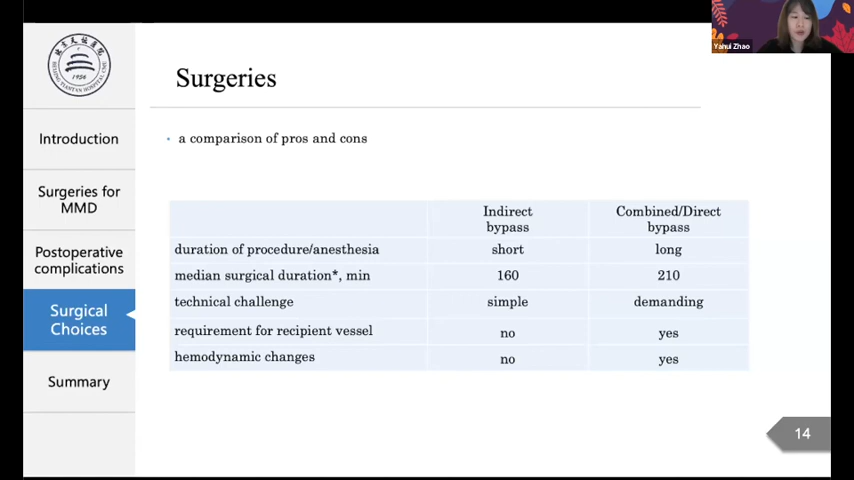 Yahui Zhao
1956
Surgeries
Introduction
Surgeries for
MMD
Postoperative
complications
Surgical
Choices
Summary
• a comparison of pros and cons
Indirect bypass Combined/Direct bypass
duration of procedure/anesthesia short long
median surgical duration*, min 160 210
technical challenge simple demanding
requirement for recipient vessel no yes
hemodynamic changes no yes
14